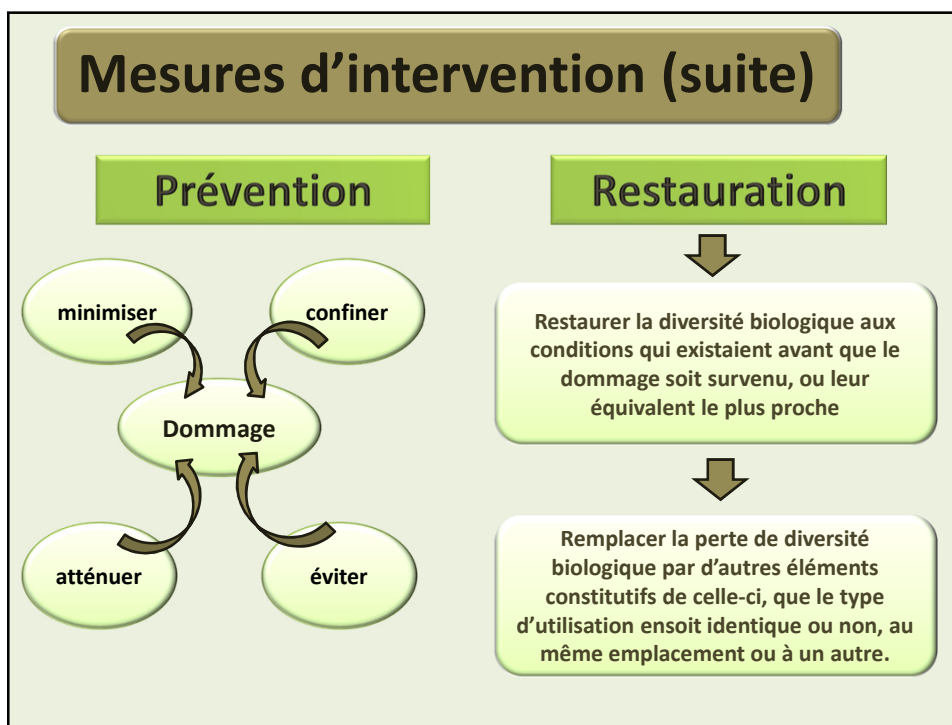 Mesures d’intervention (suite)
Prévention
minimiser
confiner
Dommage
atténuer
éviter
Restauration
Restaurer la diversité biologique aux
conditions qui existaient avant que le
dommage soit survenu, ou leur
équivalent le plus proche
Remplacer la perte de diversité
biologique par d’autres éléments
constitutifs de celle-ci, que le type
d’utilisation ensoit identique ou non, au
même emplacement ou à un autre.